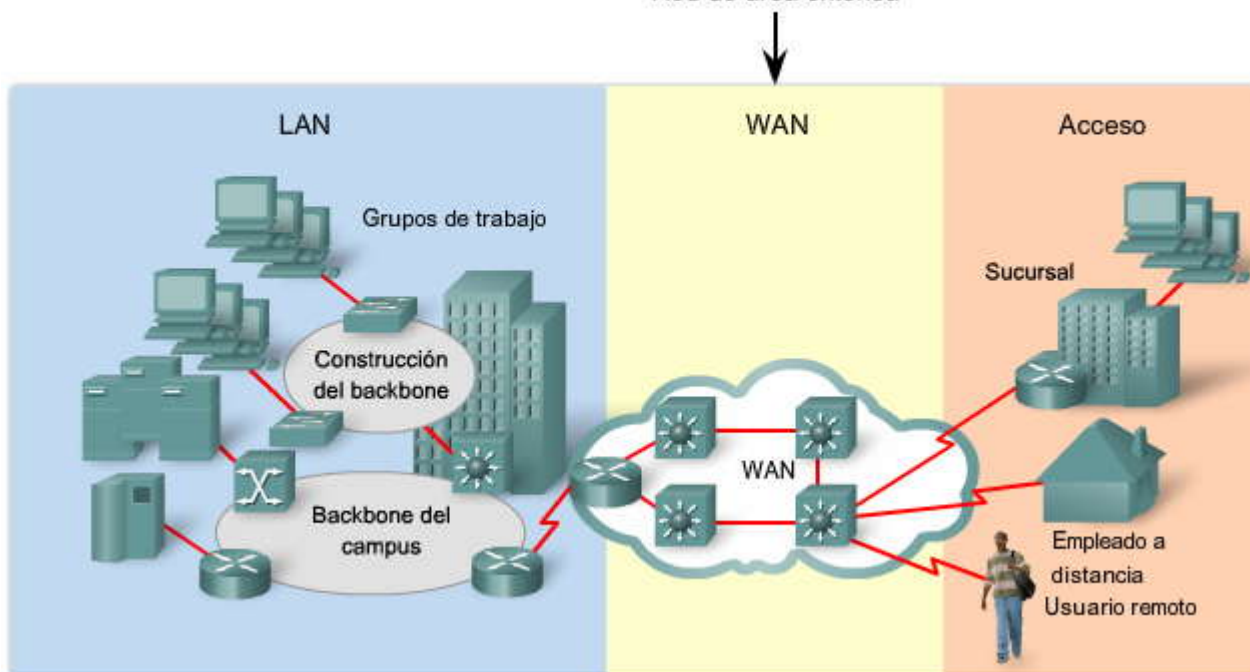 LAN
WAN
Acceso
Grupos de trabajo
Sucursal
Construcción
del backbone
WAN
Backbone del
campus
Empleado a
distancia
Usuario remoto